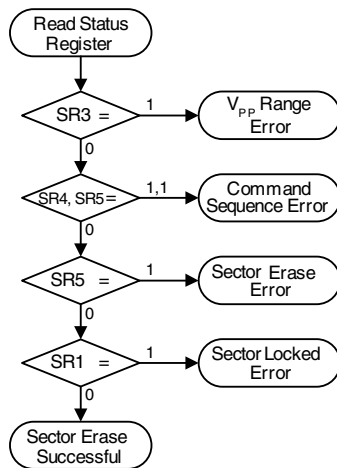 Read Status
Register
SR3 =
1
V_PP Range
Error
0
SR4, SR5=
1,1
Command
Sequence Error
0
SR5 =
1
Sector Erase
Error
0
SR1 =
1
Sector Locked
Error
0
Sector Erase
Successful